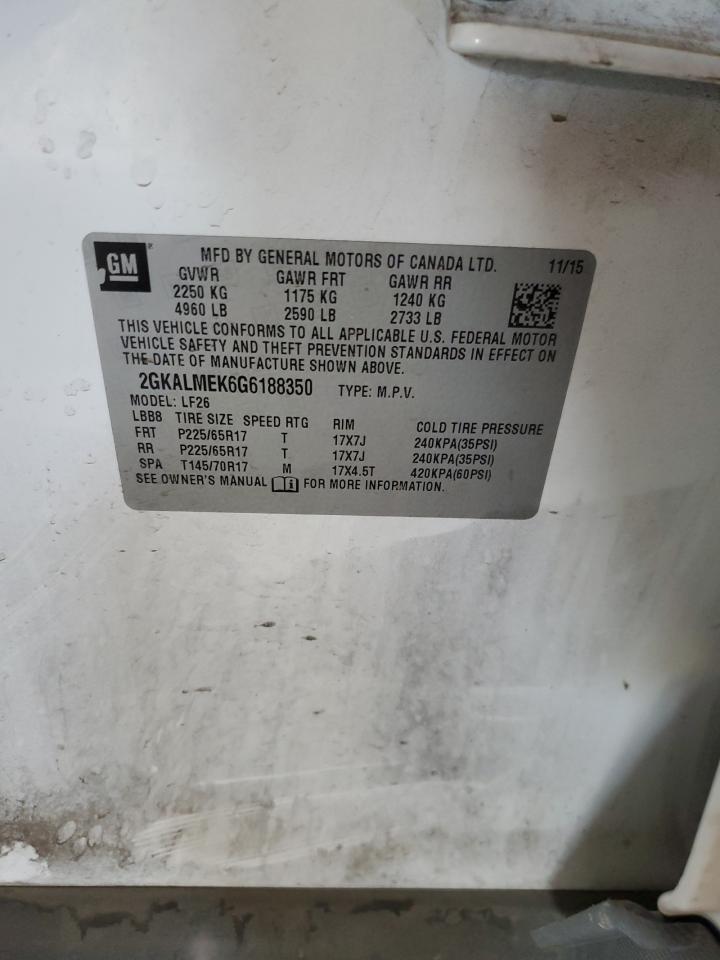 GM
MFD BY GENERAL MOTORS OF CANADA LTD. 11/15
GVWR GAWR FRT GAWR RR
2250 KG 1175 KG 1240 KG
4960 LB 2590 LB 2733 LB
THIS VEHICLE CONFORMS TO ALL APPLICABLE U.S. FEDERAL MOTOR
VEHICLE SAFETY AND THEFT PREVENTION STANDARDS IN EFFECT ON
THE DATE OF MANUFACTURE SHOWN ABOVE.
2GKALMEK6G6188350 TYPE: M.P.V.
MODEL: LF26
LBB8 TIRE SIZE SPEED RTG RIM COLD TIRE PRESSURE
FRT P225/65R17 T 17X7J 240KPA(35PSI)
RR P225/65R17 T 17X7J 240KPA(35PSI)
SPA T145/70R17 M 17X4.5T 420KPA(60PSI)
SEE OWNER'S MANUAL FOR MORE INFORMATION.